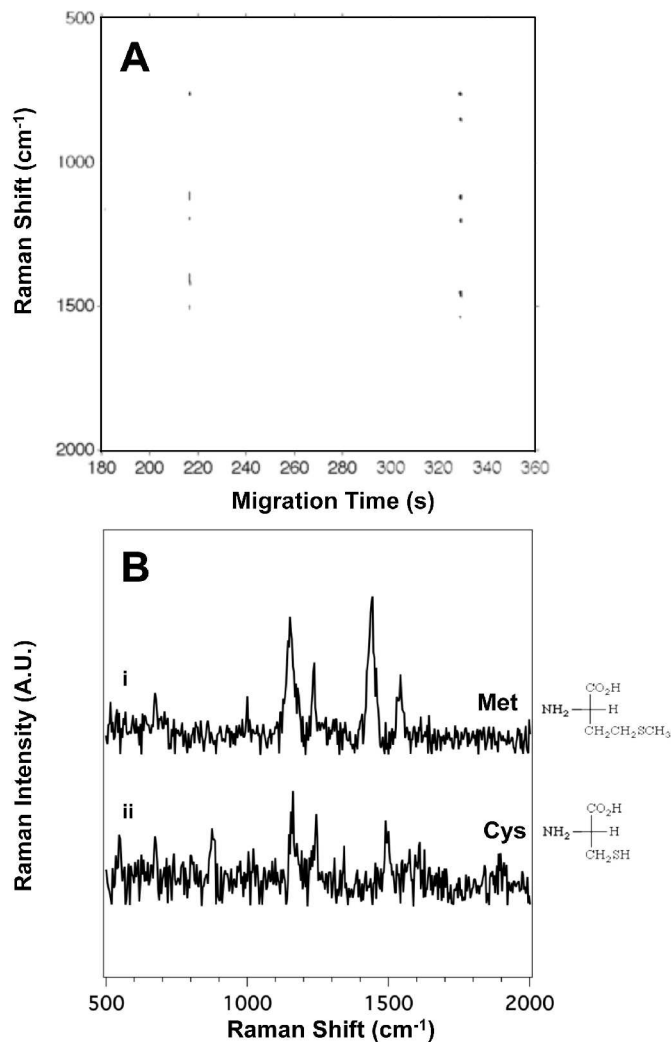 A
500
1000
1500
2000
Raman Shift (cm-1)
180 200 220 240 260 280 300 320 340 360
Migration Time (s)
B
i
Met
CO2H
NH2 H
CH2CH2SCH3
ii
Cys
CO2H
NH2 H
CH2SH
Raman Intensity (A.U.)
500 1000 1500 2000
Raman Shift (cm-1)